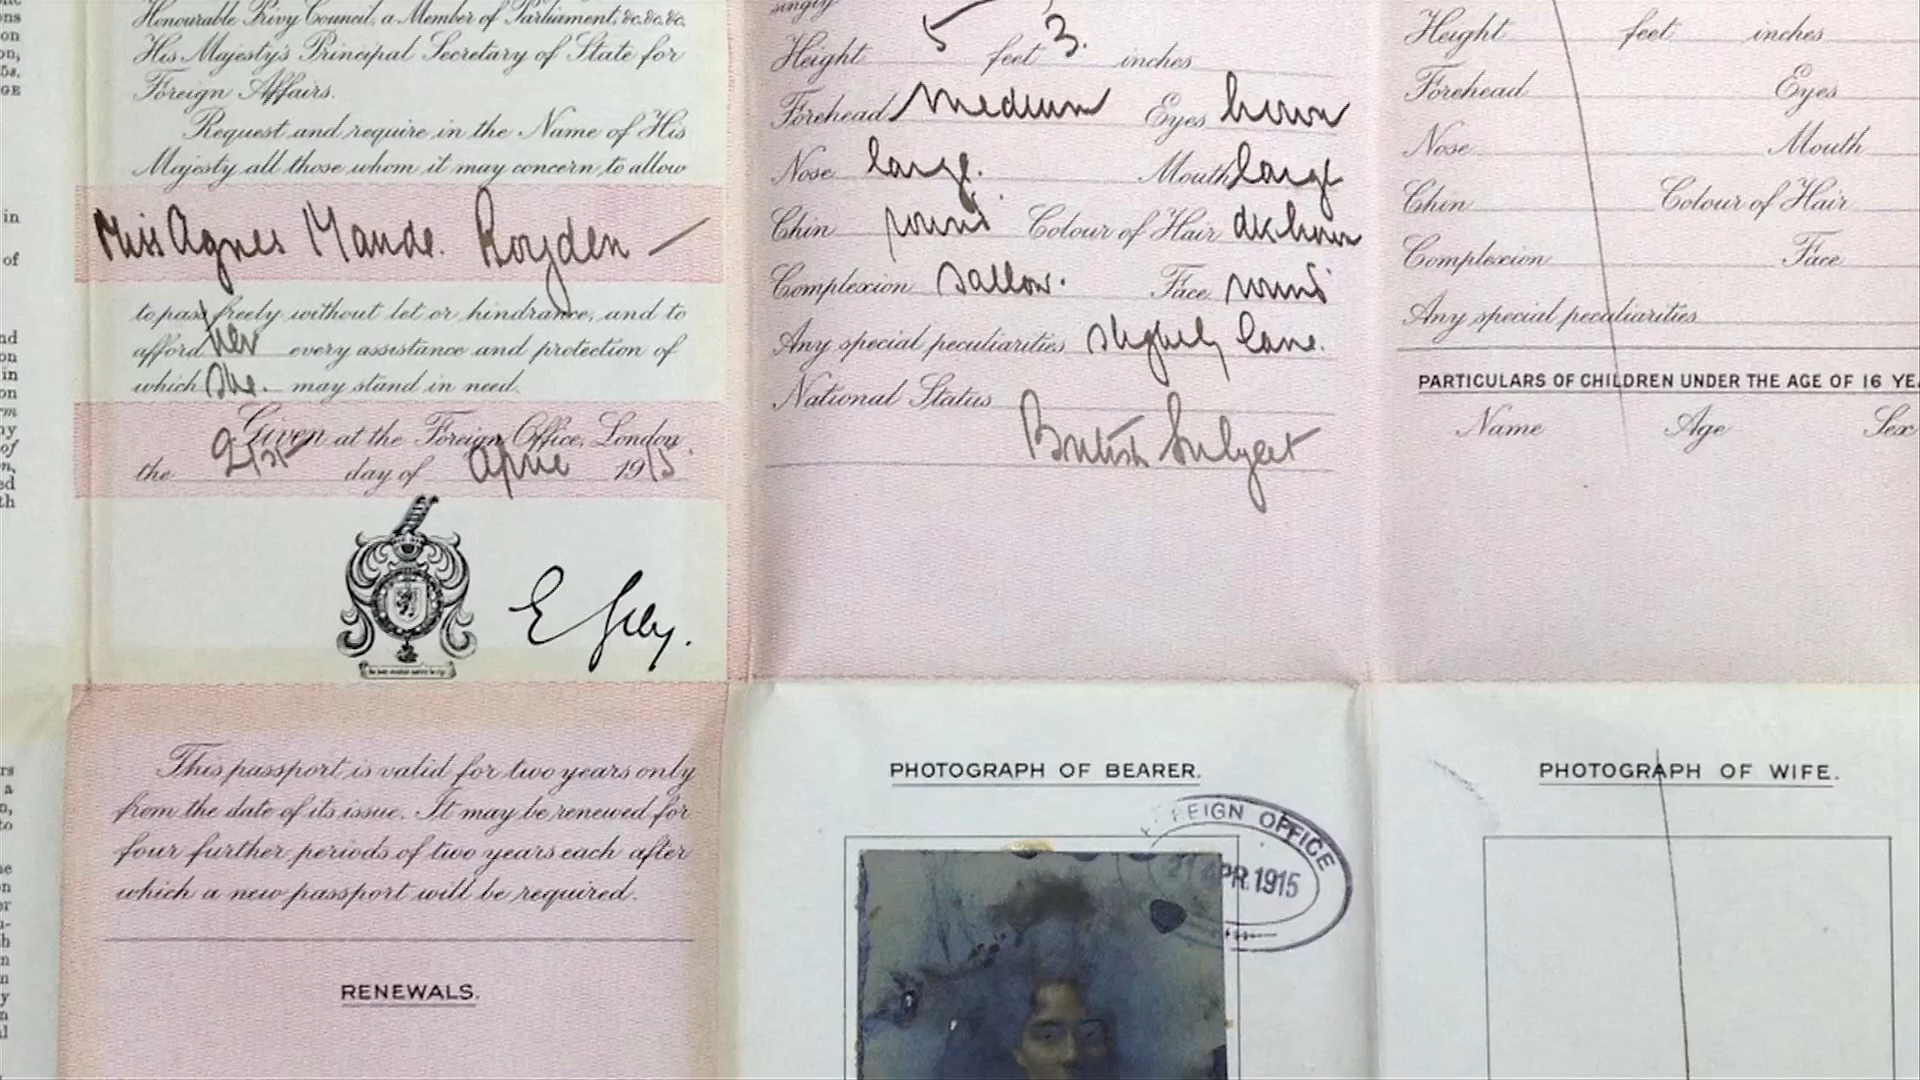 Honourable Privy Council, a Member of Parliament, &c. &c. &c.
His Majesty's Principal Secretary of State for
Foreign Affairs.
Request and require in the Name of His
Majesty all those whom it may concern to allow
Miss Agnes Maude. Royden —
to pass freely without let or hindrance, and to
afford her every assistance and protection of
which she. may stand in need.
Given at the Foreign Office, London.
the 21st day of April 1915.
E Grey.
This passport is valid for two years only
from the date of its issue. It may be renewed for
four further periods of two years each after
which a new passport will be required.
RENEWALS.
singly
Height 5 feet 3. inches
Forehead medium Eyes brown
Nose large. Mouth large
Chin round Colour of Hair dk brown
Complexion sallow. Face round
Any special peculiarities slightly lame.
National Status
British Subject
PHOTOGRAPH OF BEARER.
REIGN OFFICE
21 APR 1915
Height feet inches
Forehead Eyes
Nose Mouth
Chin Colour of Hair
Complexion Face
Any special peculiarities
PARTICULARS OF CHILDREN UNDER THE AGE OF 16 YEA
Name Age Sex
PHOTOGRAPH OF WIFE.